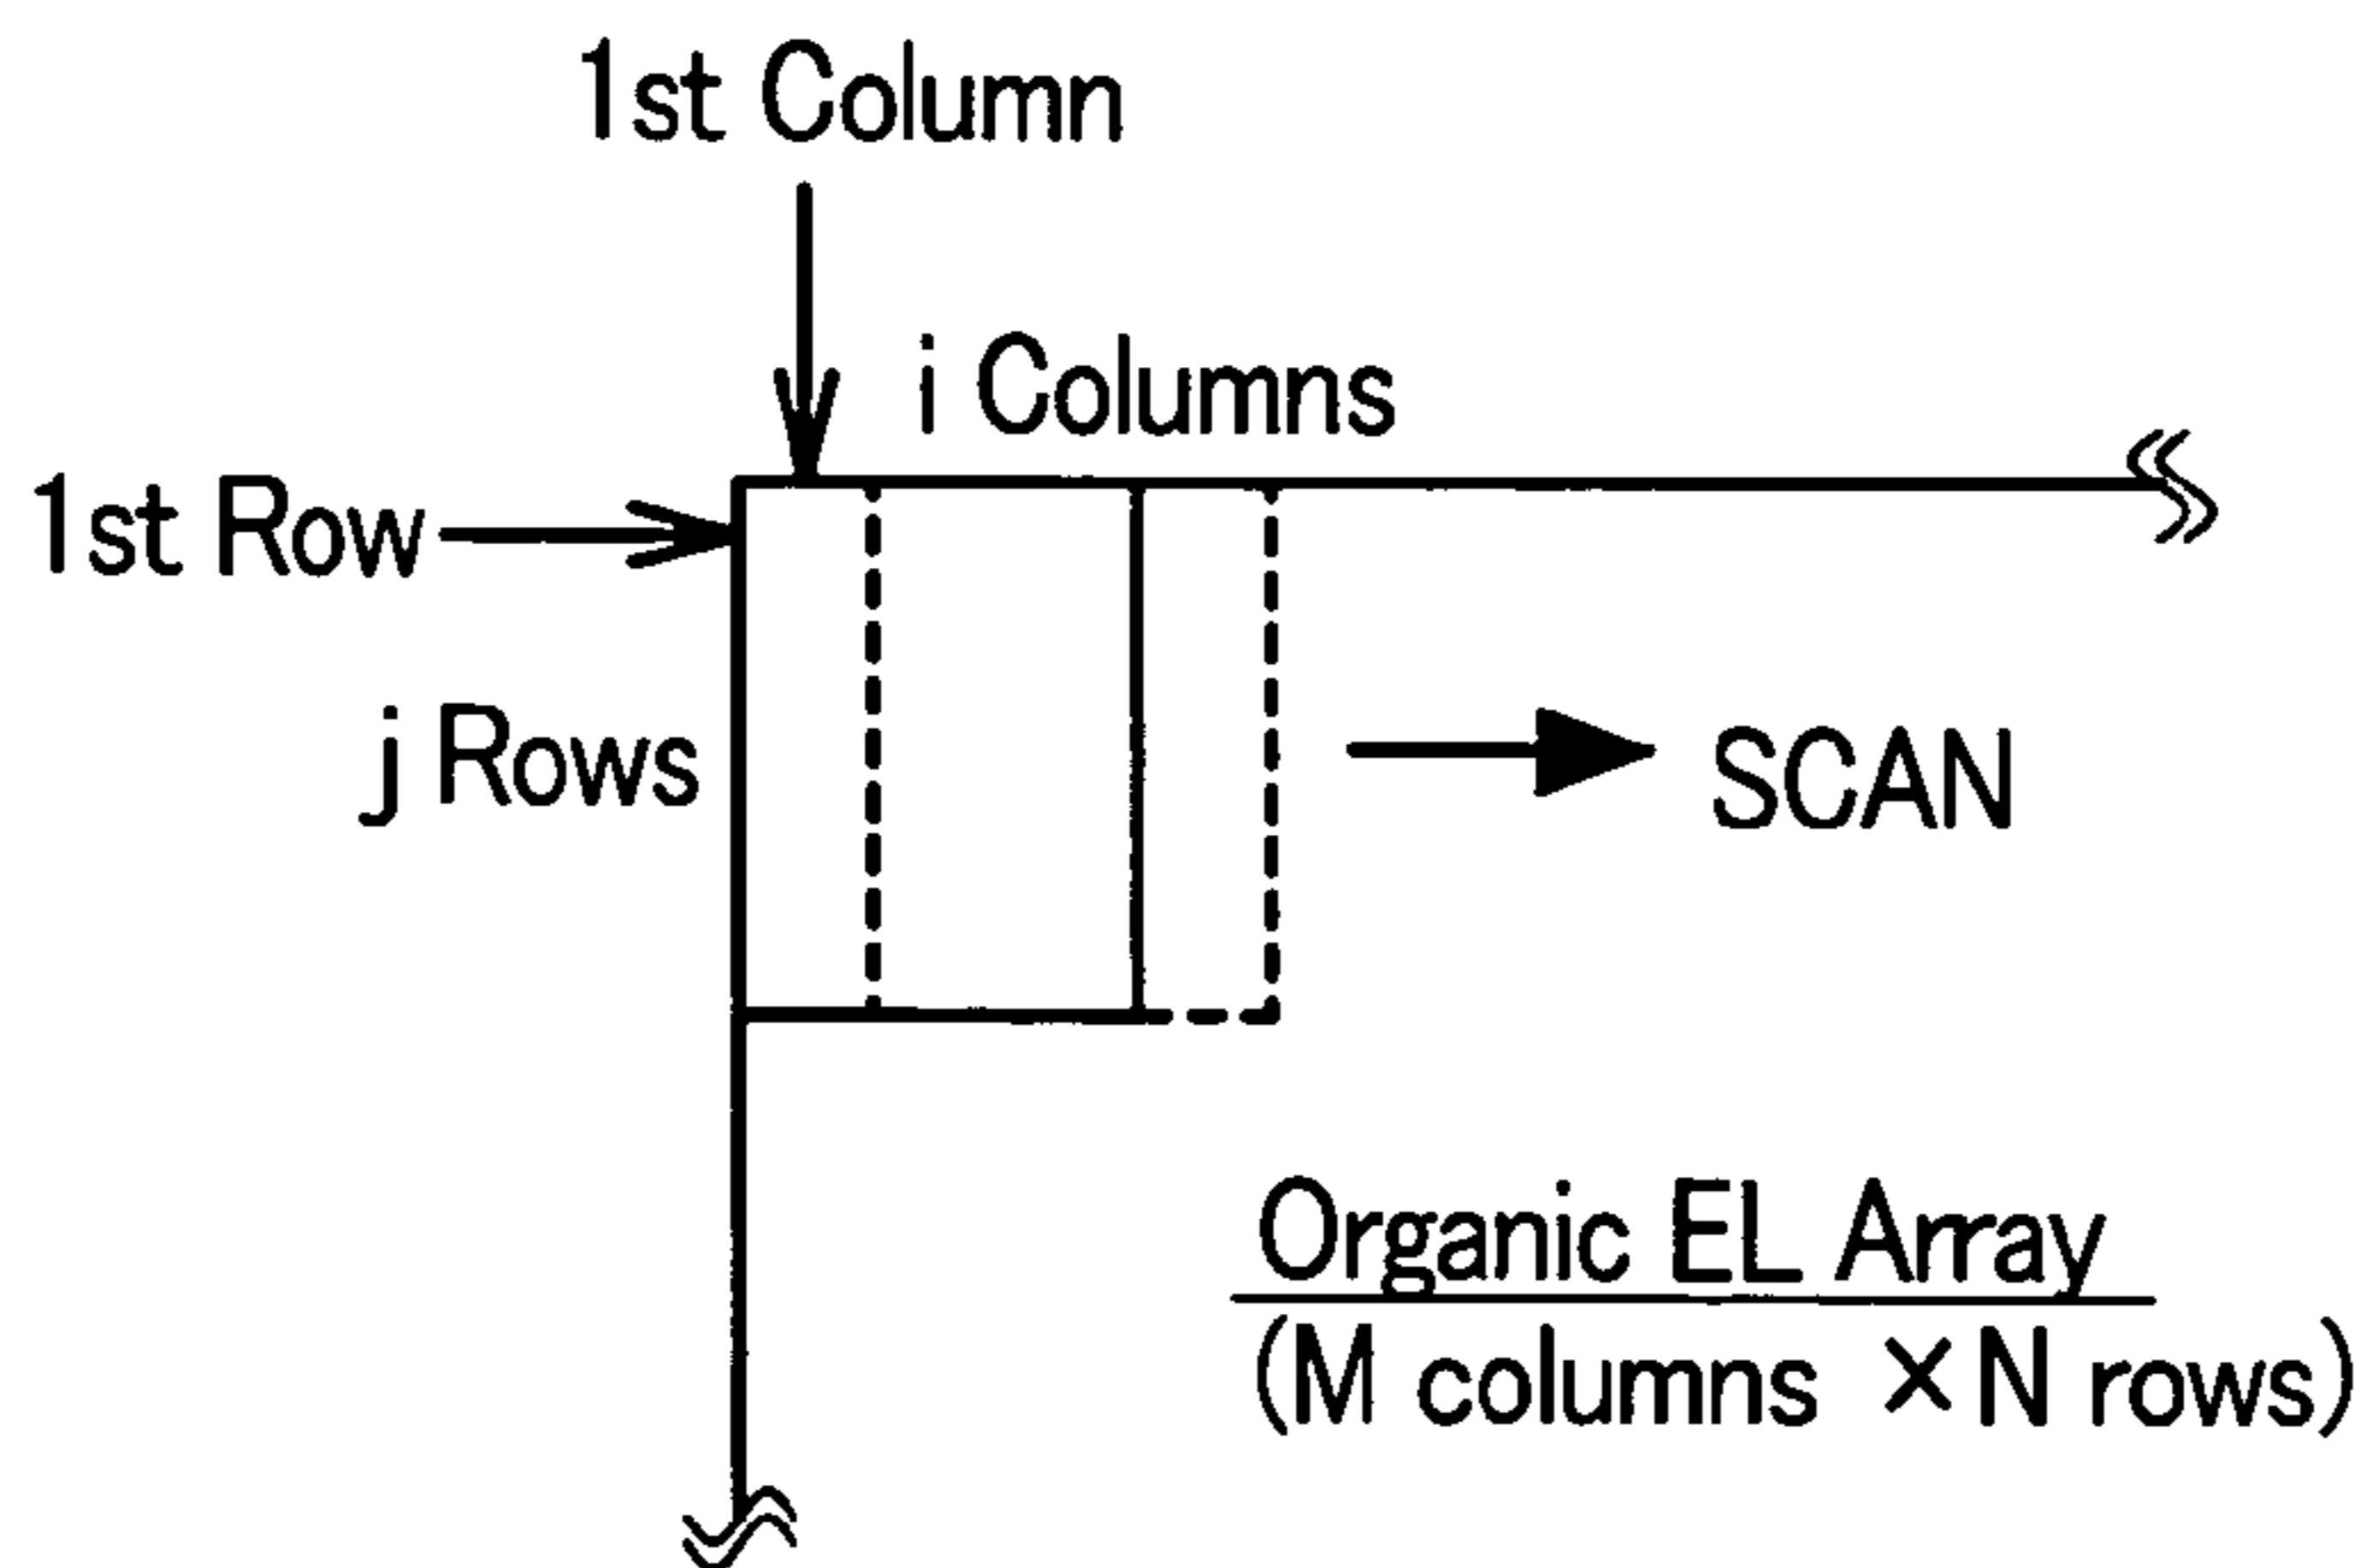 1st Column
i Columns
1st Row
j Rows
SCAN
Organic EL Array
(M columns × N rows)